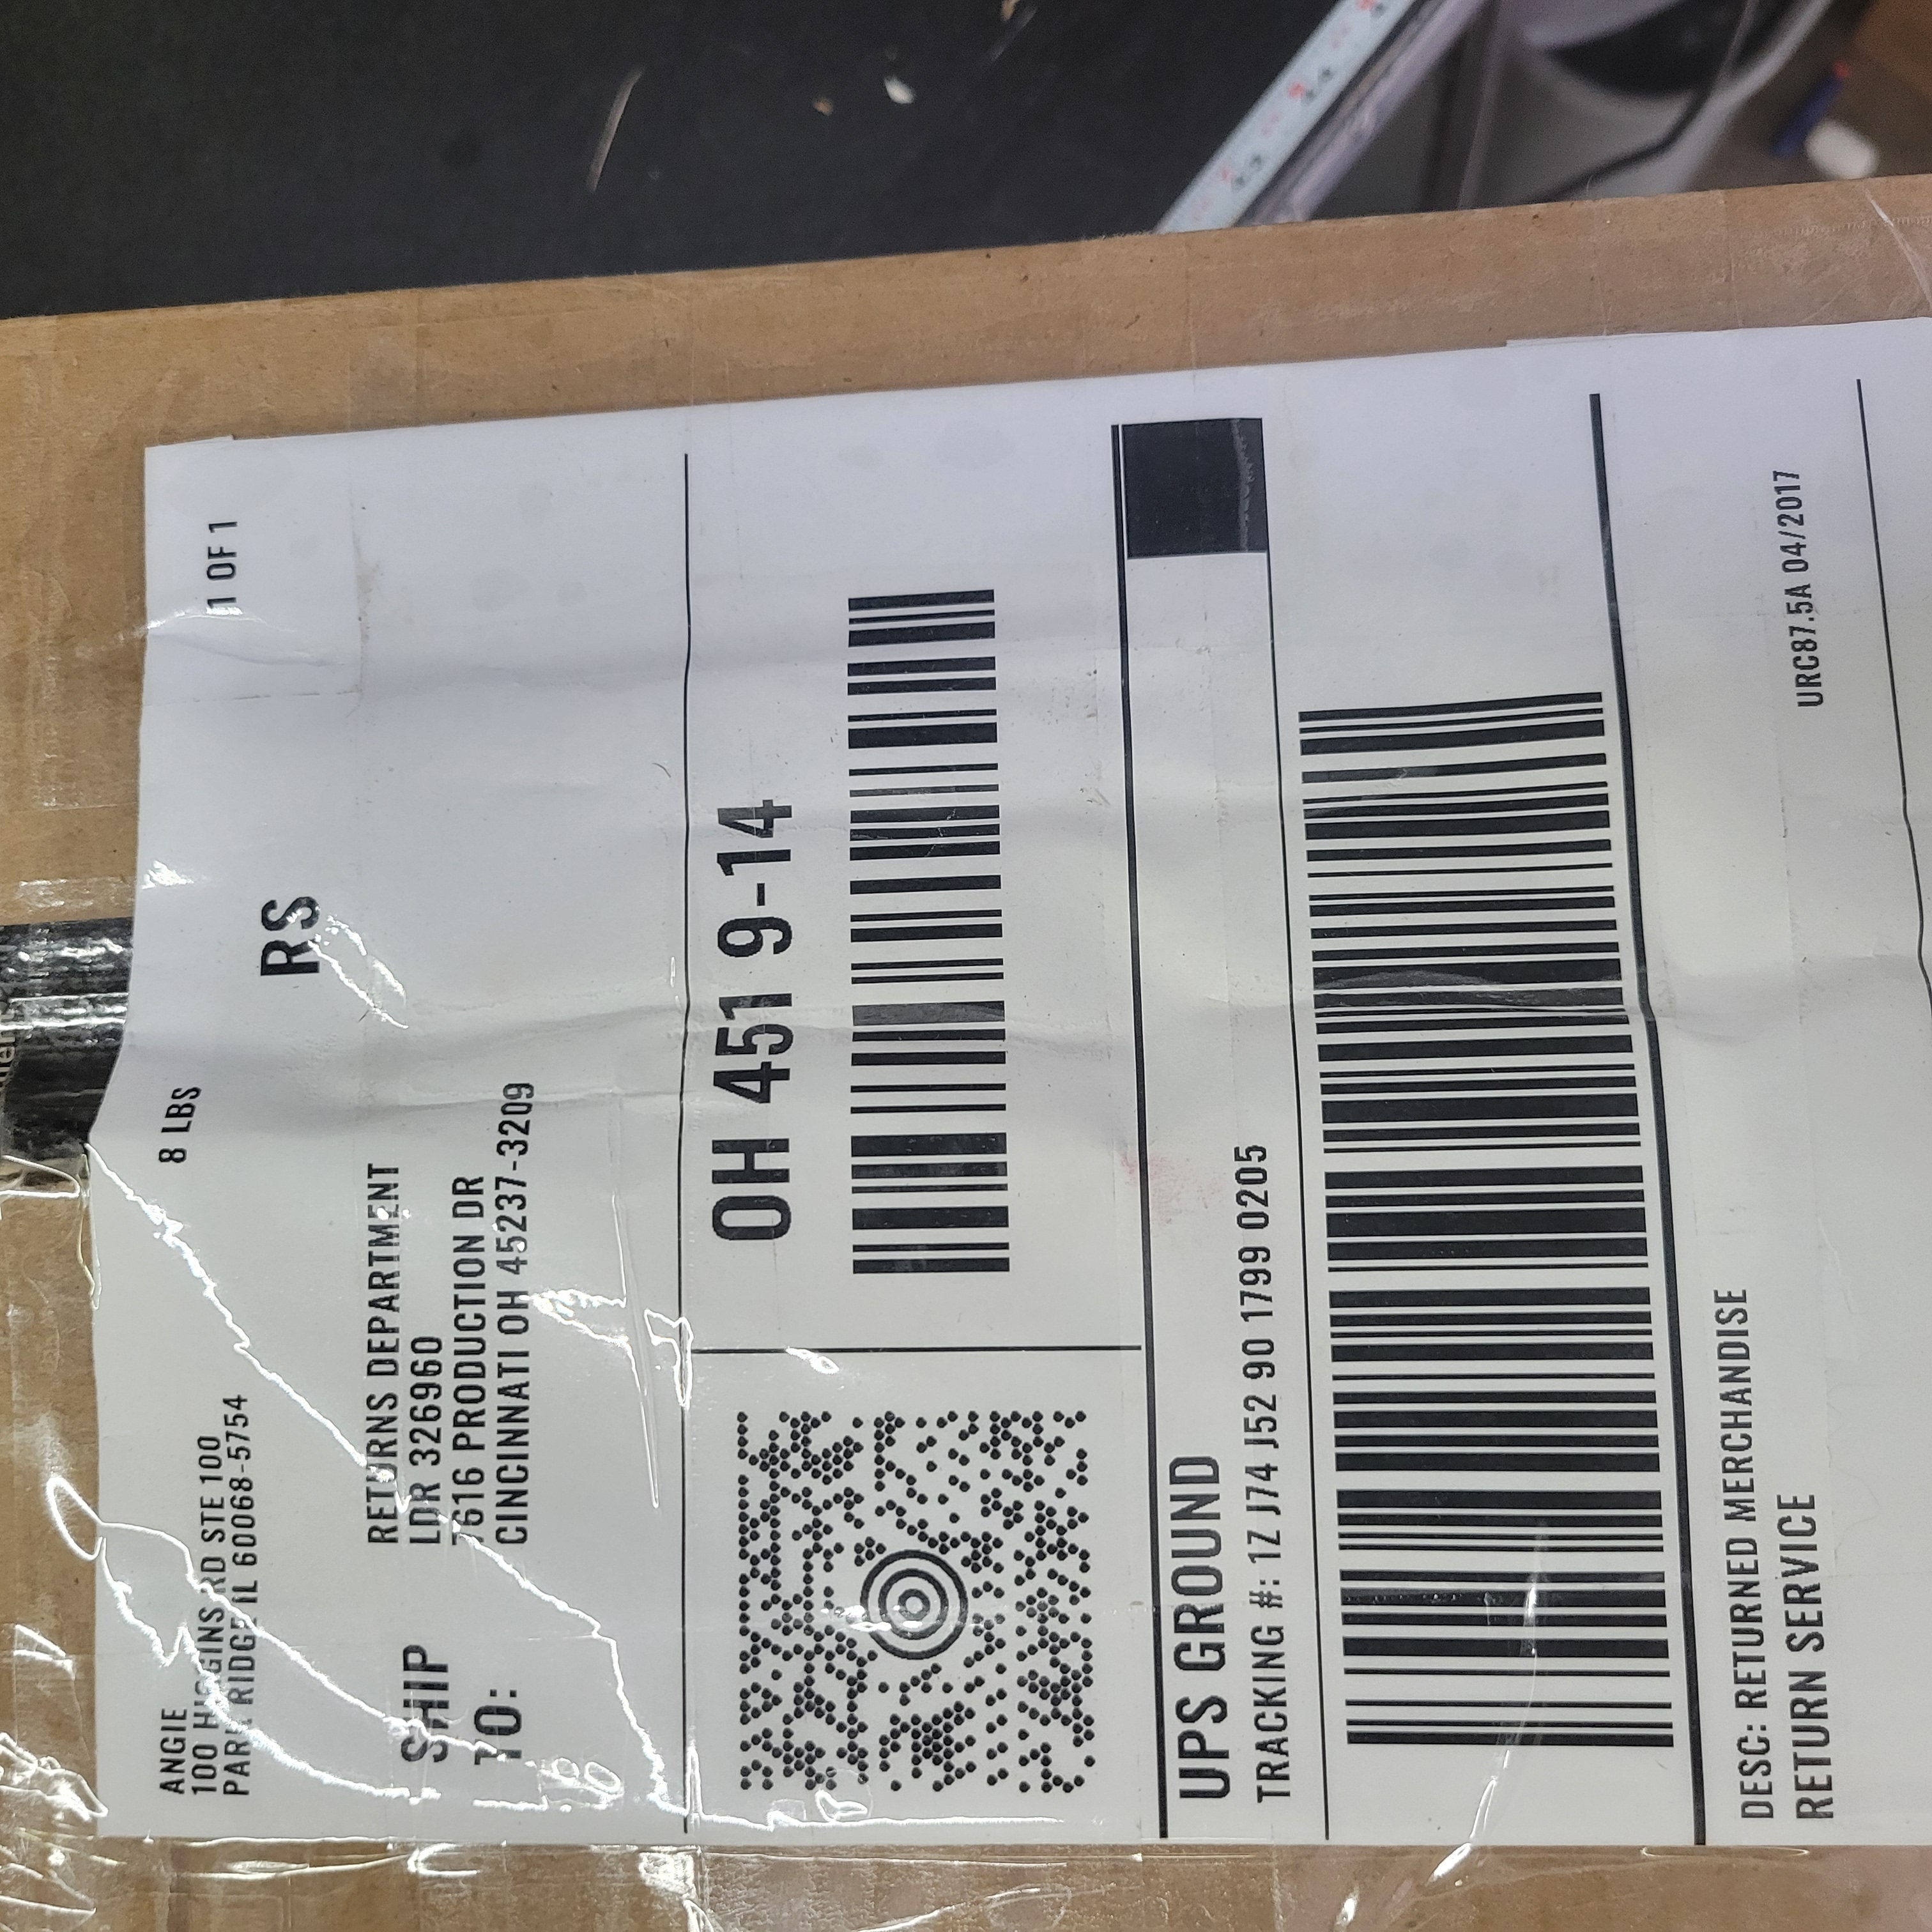 ANGIE
100 HIGGINS RD STE 100
PARK RIDGE IL 60068-5754
8 LBS
1 OF 1
RS
SHIP
TO:
RETURNS DEPARTMENT
LDR 326960
7616 PRODUCTION DR
CINCINNATI OH 45237-3209
OH 451 9-14
UPS GROUND
TRACKING #: 1Z J74 J52 90 1799 0205
DESC: RETURNED MERCHANDISE
RETURN SERVICE
URC87.5A 04/2017